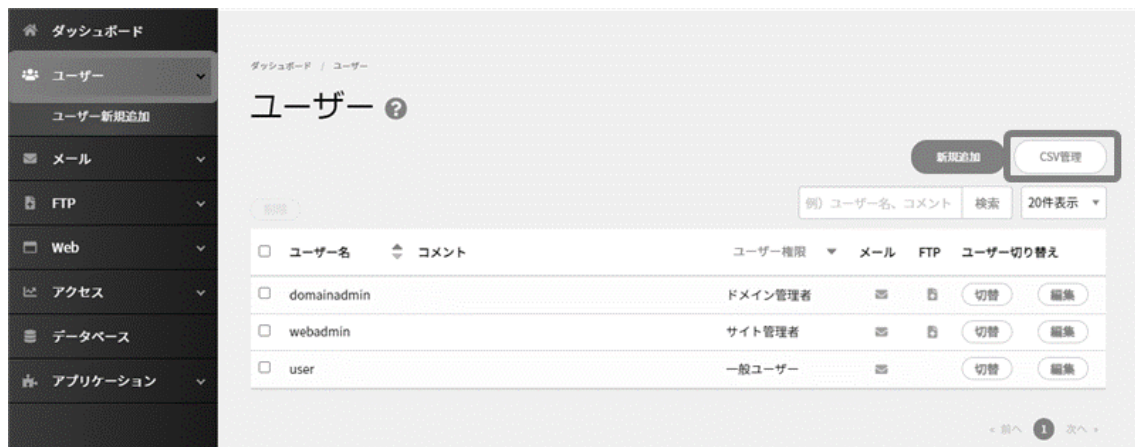 ダッシュボード
ユーザー
ユーザー新規追加
メール
FTP
Web
アクセス
データベース
アプリケーション
ダッシュボード / ユーザー
ユーザー ?
新規追加 CSV管理
削除 例）ユーザー名、コメント 検索 20件表示
ユーザー名 コメント ユーザー権限 メール FTP ユーザー切り替え
domainadmin ドメイン管理者 切替 編集
webadmin サイト管理者 切替 編集
user 一般ユーザー 切替 編集
« 前へ 1 次へ »